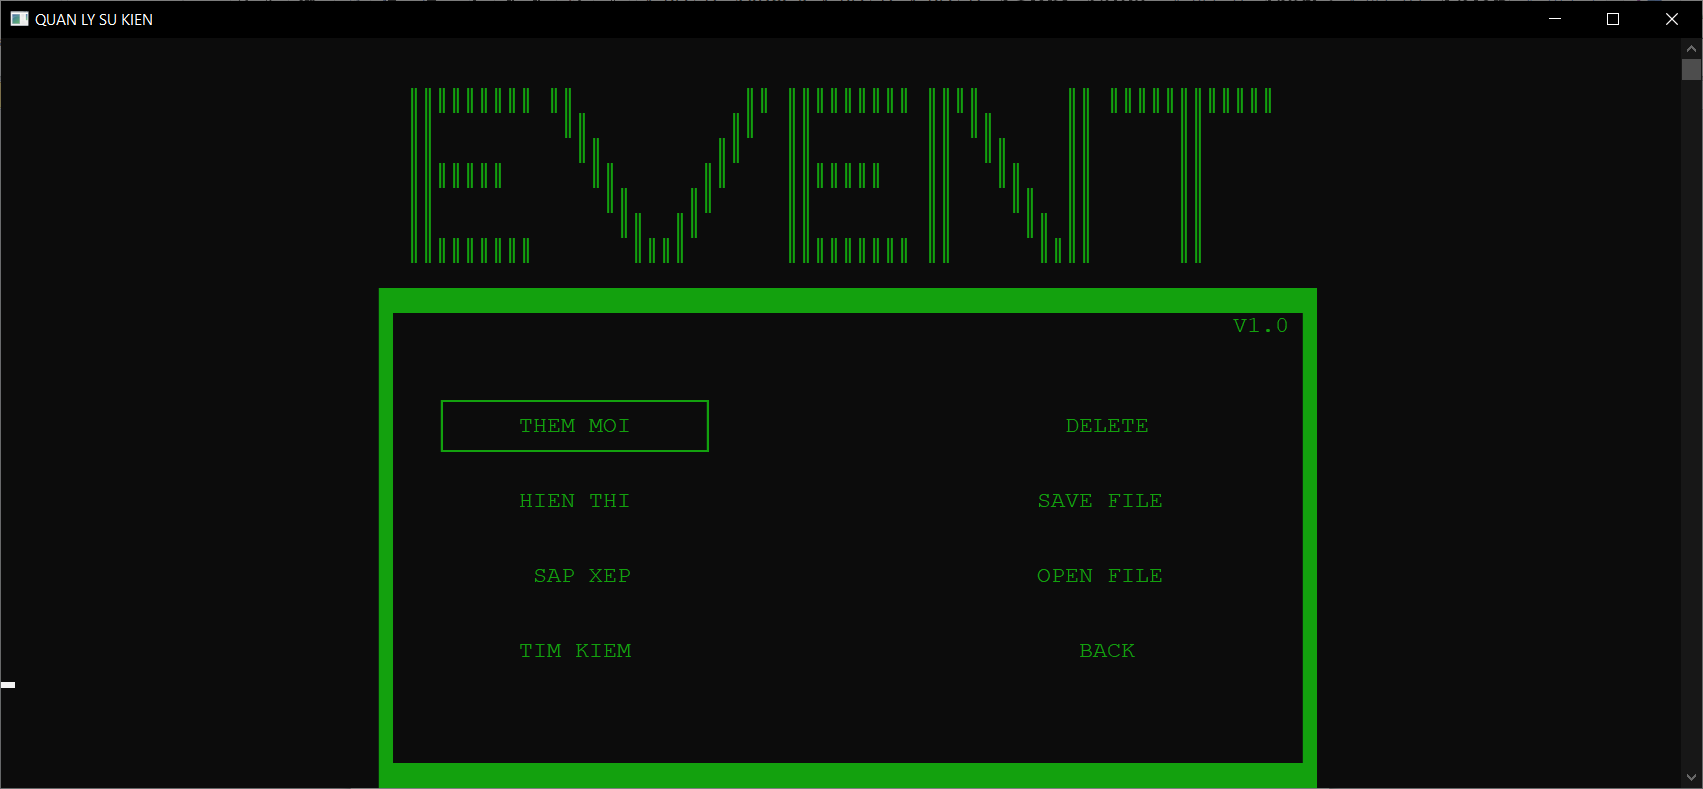 QUAN LY SU KIEN
EVENT
V1.0
THEM MOI
DELETE
HIEN THI
SAVE FILE
SAP XEP
OPEN FILE
TIM KIEM
BACK